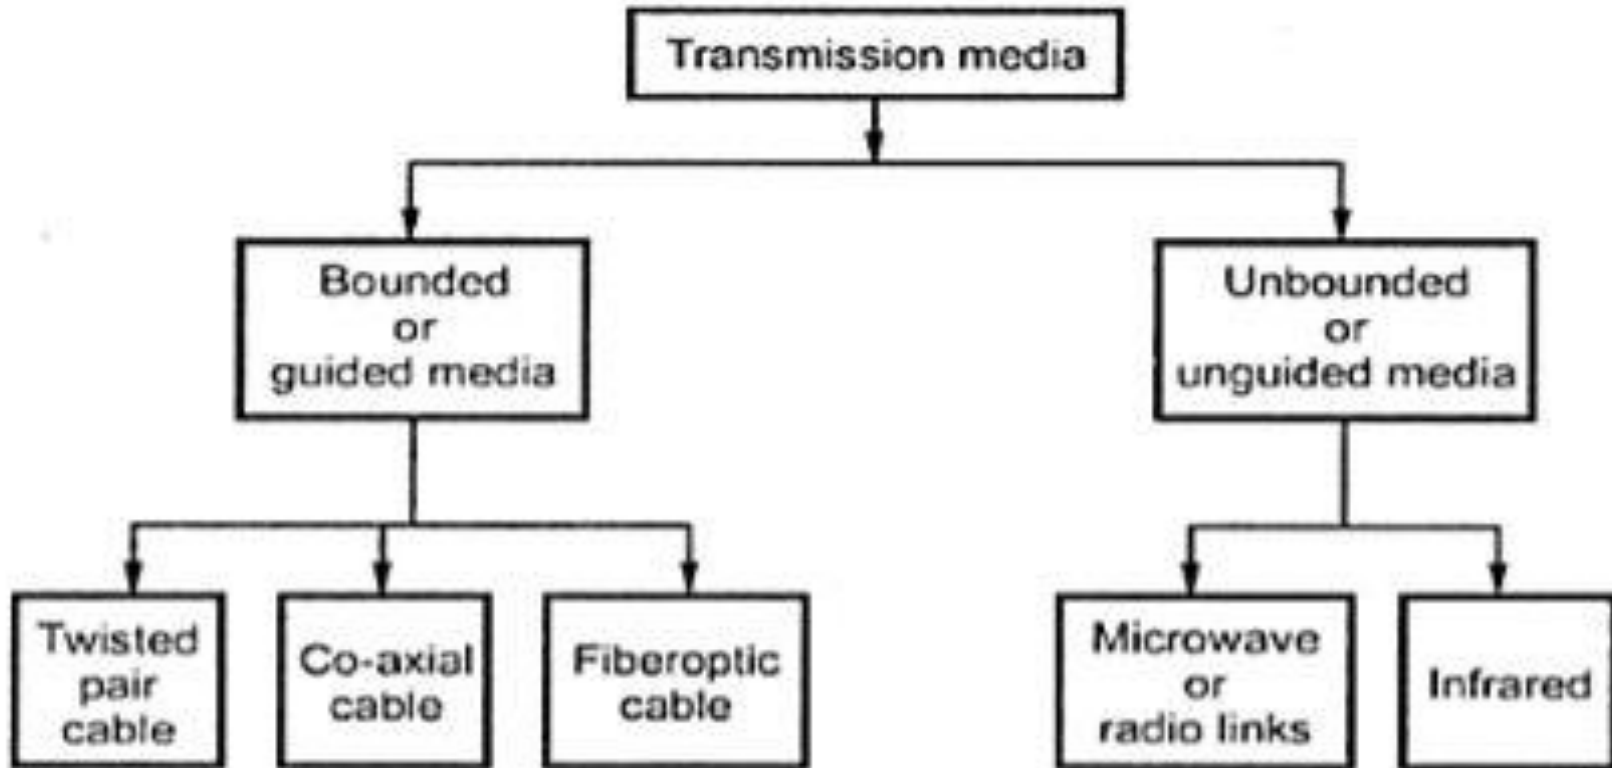 Transmission media
Bounded
or
guided media
Unbounded
or
unguided media
Twisted
pair
cable
Co-axial
cable
Fiberoptic
cable
Microwave
or
radio links
Infrared